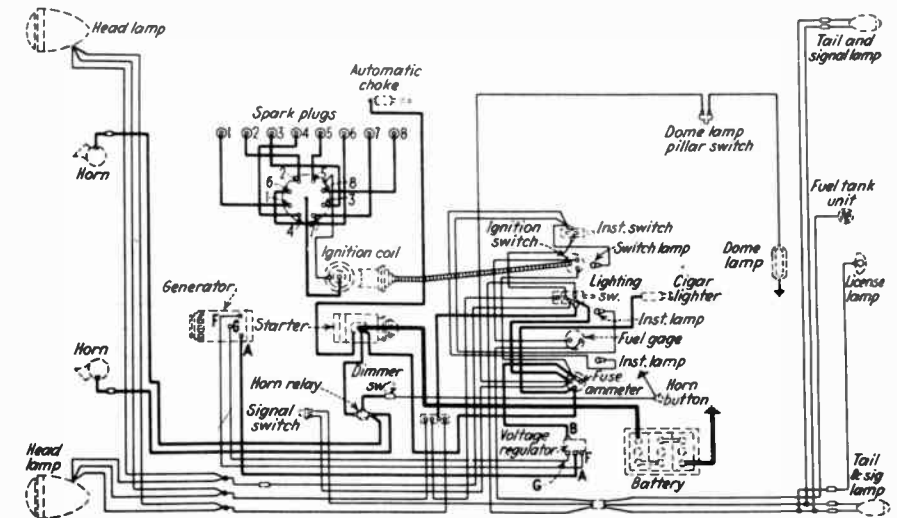 Head lamp
Automatic
choke
Tail and
signal lamp
Spark plugs
1 2 3 4 5 6 7 8
Dome lamp
pillar switch
Horn
2 5
6 8
1 3
4 7
Fuel tank
unit
Ignition
switch
Inst. switch
Switch lamp
Ignition coil
Dome
lamp
License
lamp
Generator
Lighting
sw.
Cigar
lighter
F
G
Starter
Inst. lamp
Fuel gage
A
Horn
Dimmer
sw.
Inst. lamp
Horn relay
Fuse
ammeter
Horn
button
Signal
switch
Voltage
regulator
B
F
A
G
Head
lamp
Battery
Tail
& sig
lamp